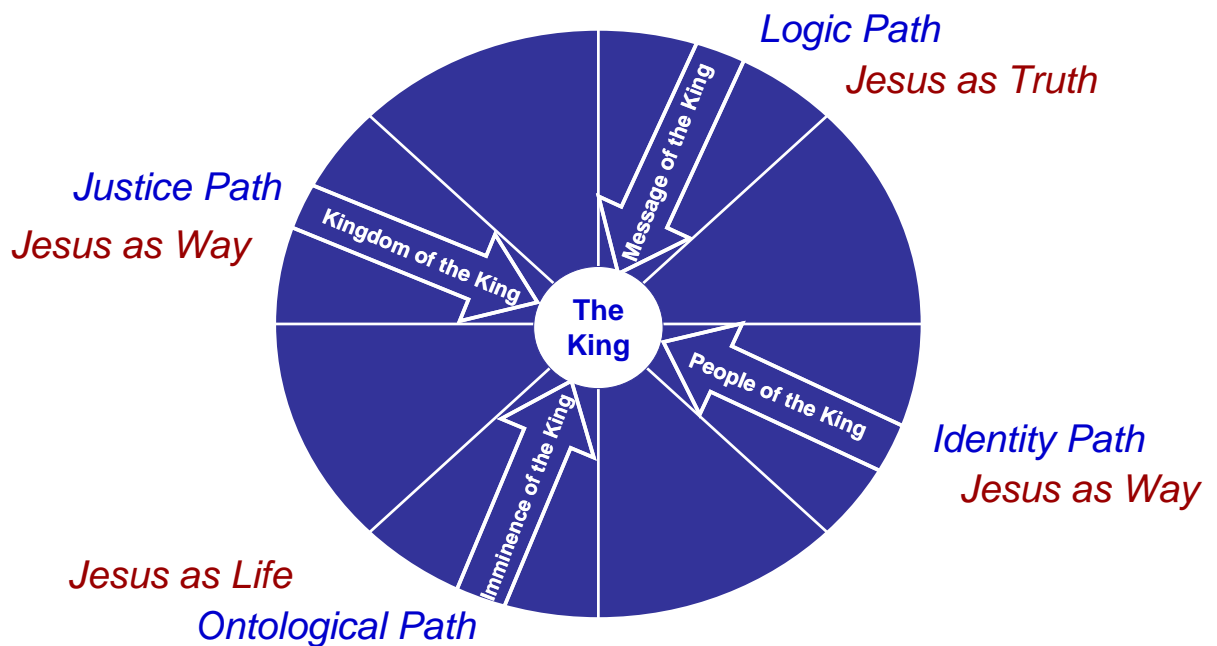 Logic Path
Jesus as Truth
Message of the King
Justice Path
Jesus as Way
Kingdom of the King
The
King
People of the King
Identity Path
Jesus as Way
Imminence of the King
Jesus as Life
Ontological Path